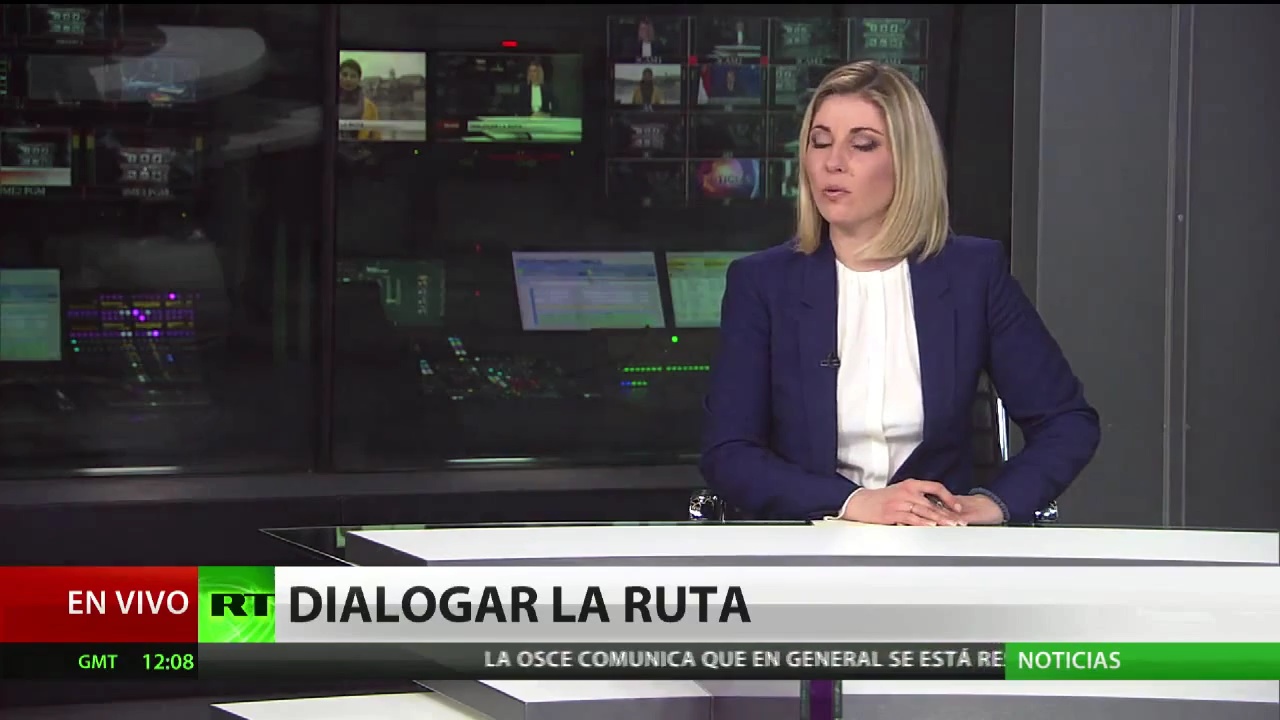 EN VIVO
RT
DIALOGAR LA RUTA
GMT 12:08
LA OSCE COMUNICA QUE EN GENERAL SE ESTÁ
NOTICIAS